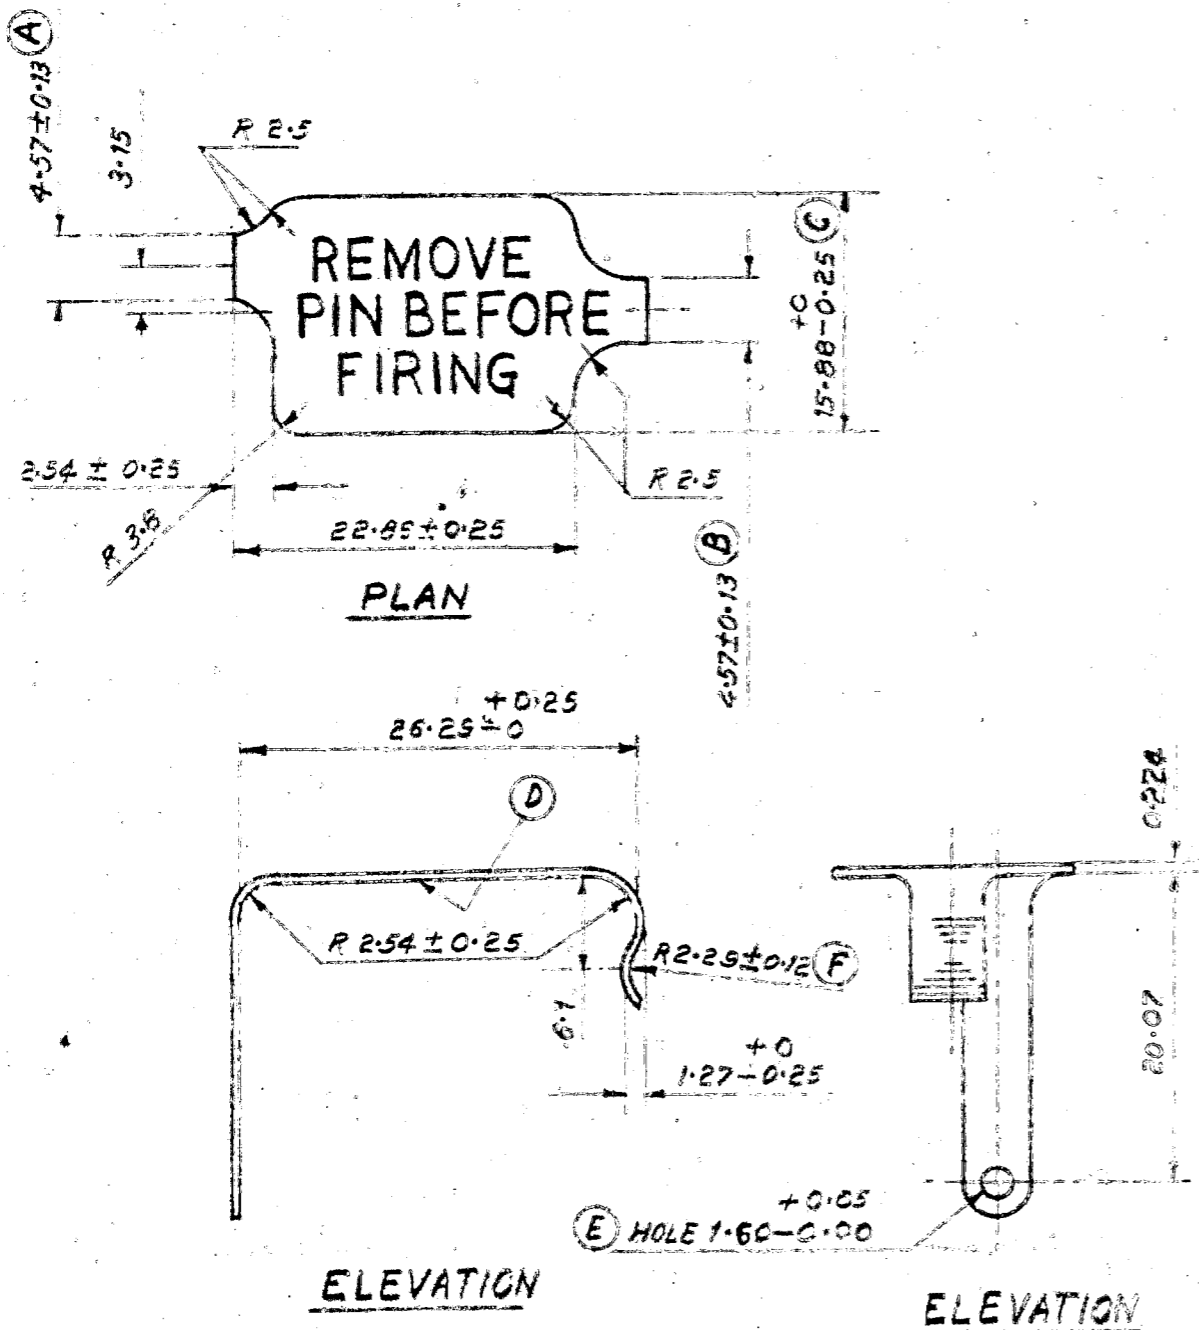 A
4.57±0.13
3.15
R 2.5
REMOVE
PIN BEFORE
FIRING
C
+0
15.88-0.25
2.54 ± 0.25
R 3.8
22.85±0.25
R 2.5
B
4.57±0.13
PLAN
+0.25
26.29-0
D
R 2.54±0.25
R2.29±0.12 F
6.1
+0
1.27-0.25
0.224
20.07
+0.05
E HOLE 1.60-0.00
ELEVATION
ELEVATION